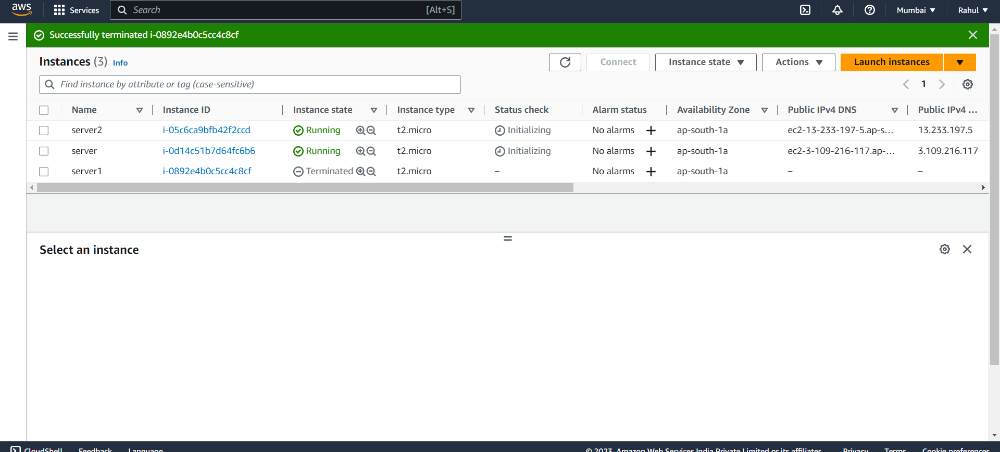 aws Services Search [Alt+S] Mumbai Rahul
Successfully terminated i-0892e4b0c5cc4c8cf
Instances (3) Info Connect Instance state Actions Launch instances
Find instance by attribute or tag (case-sensitive) 1
Name Instance ID Instance state Instance type Status check Alarm status Availability Zone Public IPv4 DNS Public IPv4 ...
server2 i-05c6ca9bfb42f2ccd Running t2.micro Initializing No alarms + ap-south-1a ec2-13-233-197-5.ap-s... 13.233.197.5
server i-0d14c51b7d64fc6b6 Running t2.micro Initializing No alarms + ap-south-1a ec2-3-109-216-117.ap-... 3.109.216.117
server1 i-0892e4b0c5cc4c8cf Terminated t2.micro – No alarms + ap-south-1a – –
Select an instance
CloudShell Feedback Language © 2023, Amazon Web Services India Private Limited or its affiliates. Privacy Terms Cookie preferences